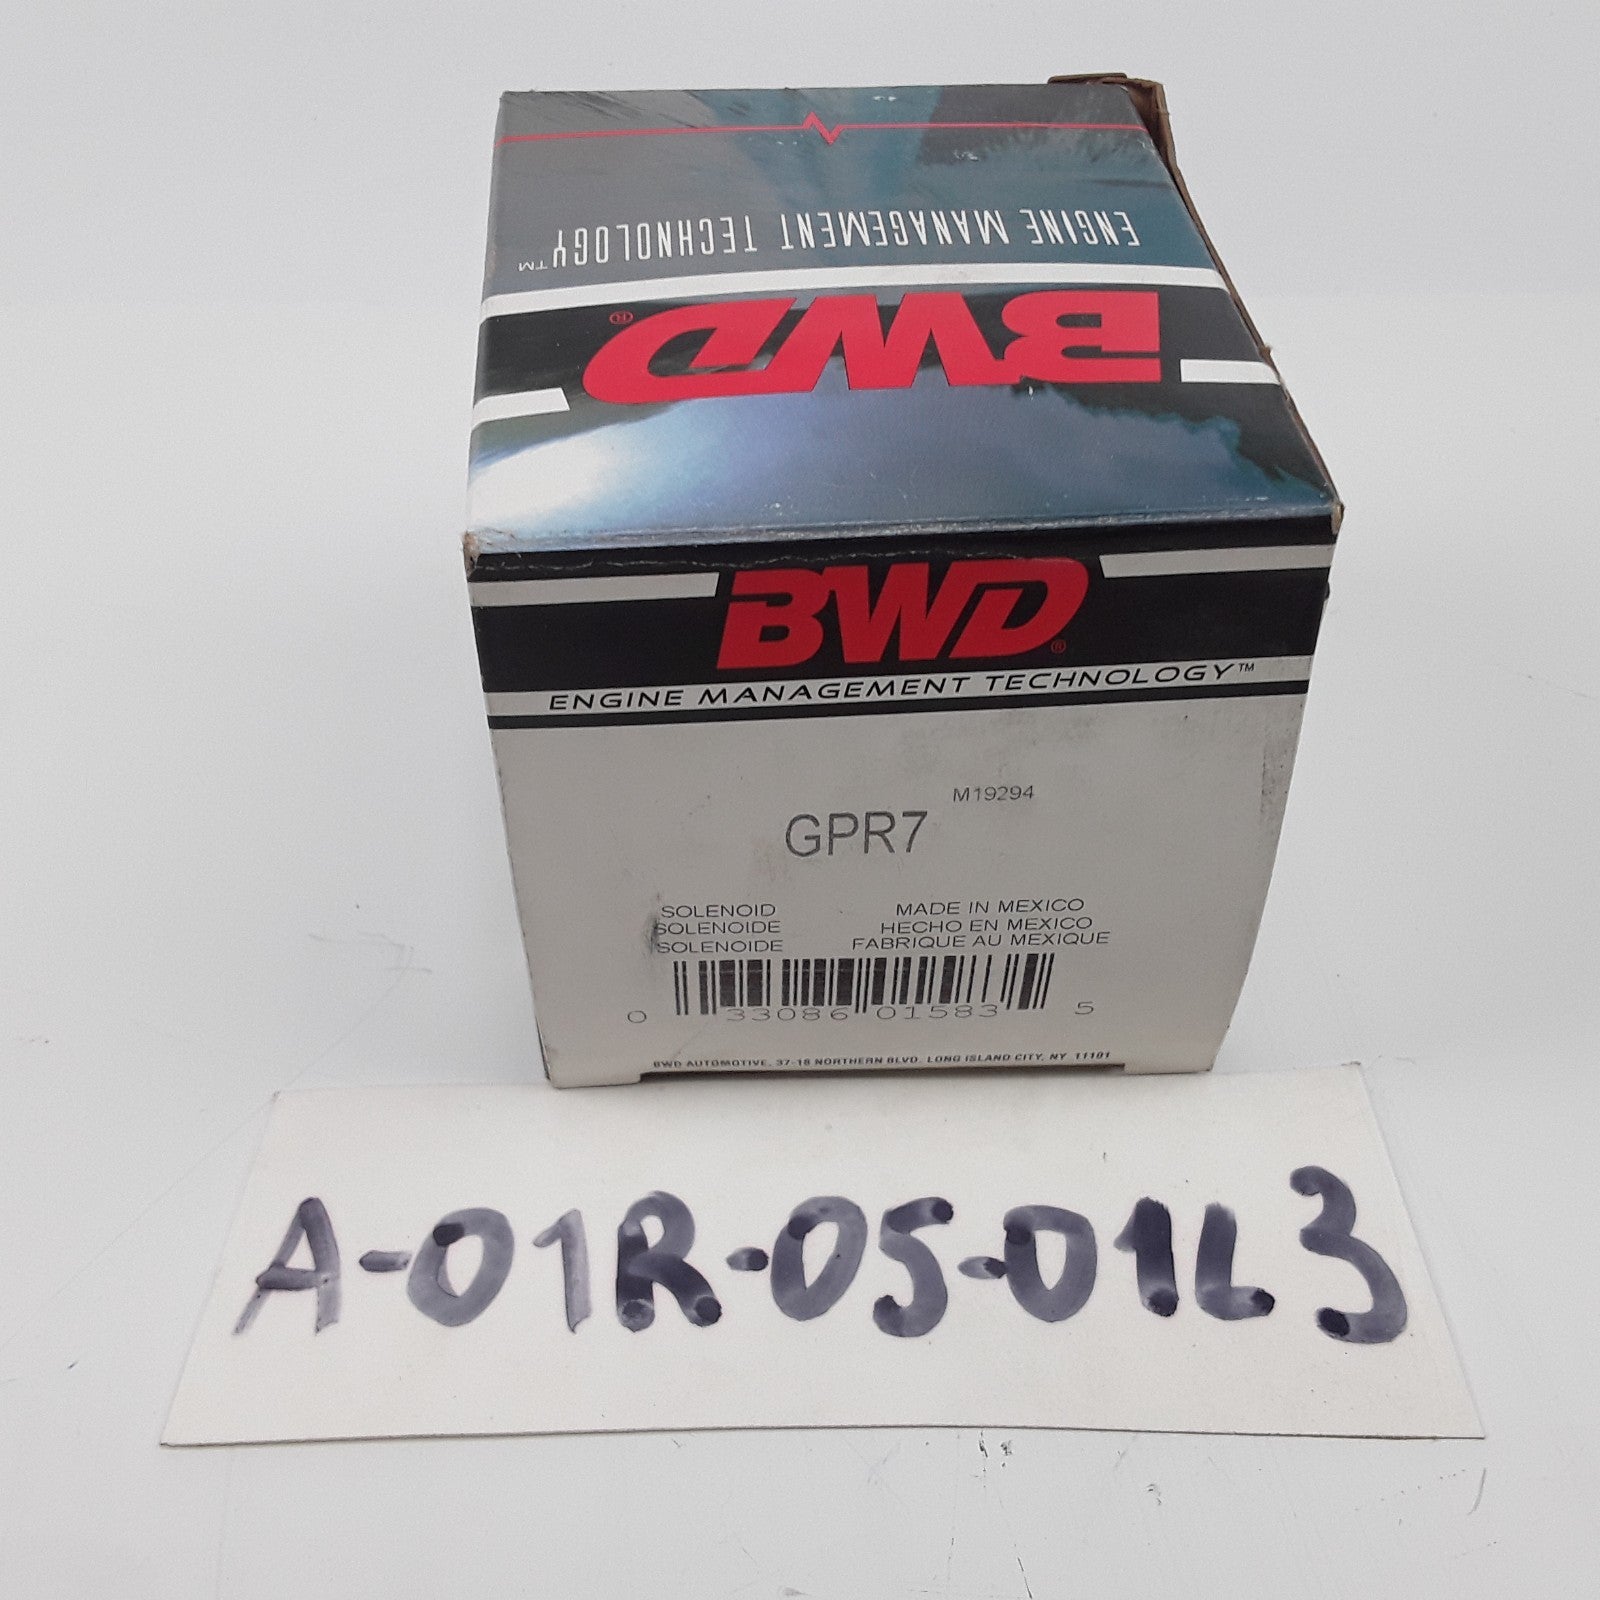 ENGINE MANAGEMENT TECHNOLOGY™
BWD®
BWD®
ENGINE MANAGEMENT TECHNOLOGY™
M19294
GPR7
SOLENOID MADE IN MEXICO
SOLENOIDE HECHO EN MEXICO
SOLENOIDE FABRIQUE AU MEXIQUE
0 33086 01583 5
BWD AUTOMOTIVE, 37-18 NORTHERN BLVD. LONG ISLAND CITY, NY 11101
A-01R-05-01L3